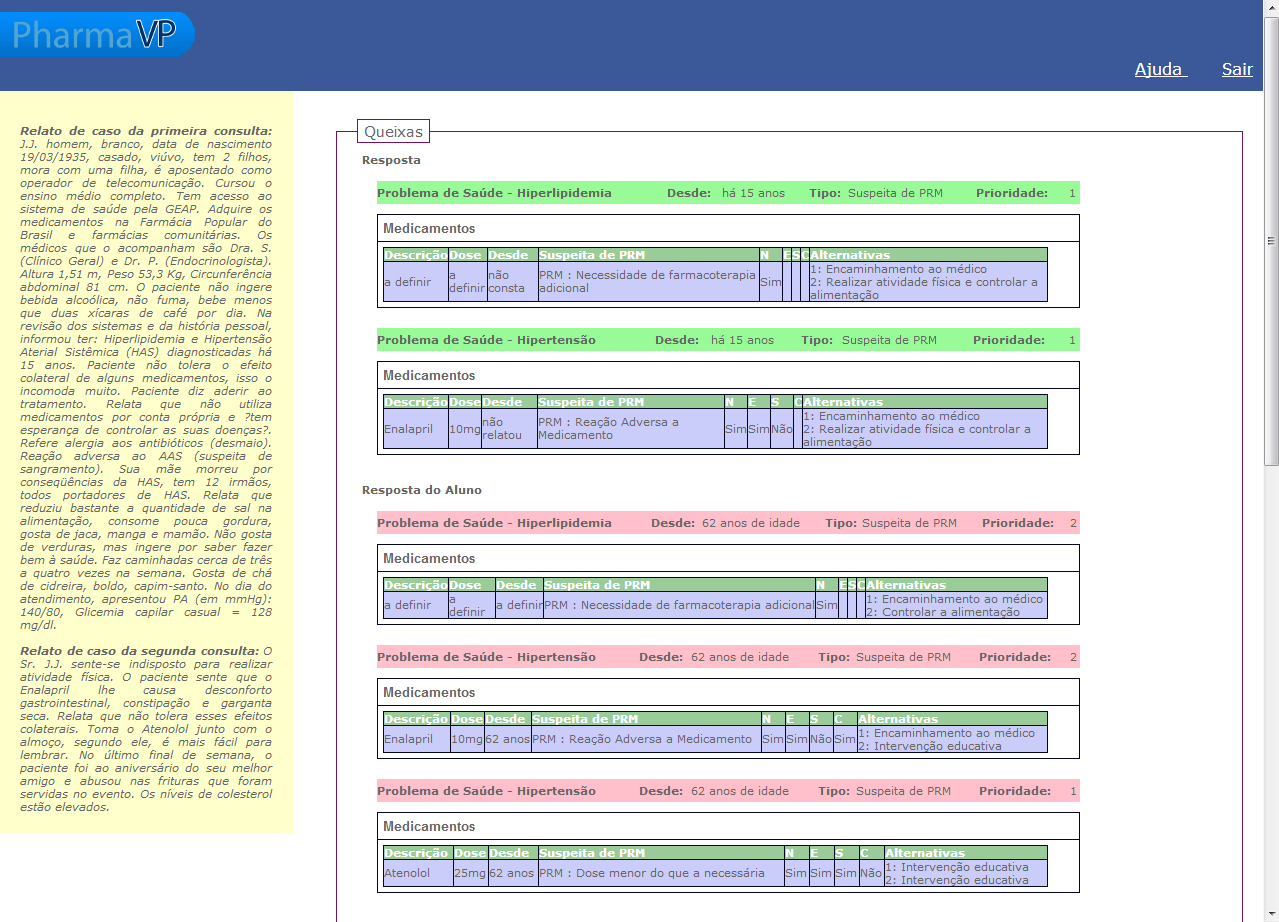 PharmaVP
Ajuda
Sair
Relato de caso da primeira consulta:
J.J. homem, branco, data de nascimento
19/03/1935, casado, viúvo, tem 2 filhos,
mora com uma filha, é aposentado como
operador de telecomunicação. Cursou o
ensino médio completo. Tem acesso ao
sistema de saúde pela GEAP. Adquire os
medicamentos na Farmácia Popular do
Brasil e farmácias comunitárias. Os
médicos que o acompanham são Dra. S.
(Clínico Geral) e Dr. P. (Endocrinologista).
Altura 1,51 m, Peso 53,3 Kg, Circunferência
abdominal 81 cm. O paciente não ingere
bebida alcoólica, não fuma, bebe menos
que duas xícaras de café por dia. Na
revisão dos sistemas e da história pessoal,
informou ter: Hiperlipidemia e Hipertensão
Aterial Sistêmica (HAS) diagnosticadas há
15 anos. Paciente não tolera o efeito
colateral de alguns medicamentos, isso o
incomoda muito. Paciente diz aderir ao
tratamento. Relata que não utiliza
medicamentos por conta própria e ?tem
esperança de controlar as suas doenças?.
Refere alergia aos antibióticos (desmaio).
Reação adversa ao AAS (suspeita de
sangramento). Sua mãe morreu por
conseqüências da HAS, tem 12 irmãos,
todos portadores de HAS. Relata que
reduziu bastante a quantidade de sal na
alimentação, consome pouca gordura,
gosta de jaca, manga e mamão. Não gosta
de verduras, mas ingere por saber fazer
bem à saúde. Faz caminhadas cerca de três
a quatro vezes na semana. Gosta de chá
de cidreira, boldo, capim-santo. No dia do
atendimento, apresentou PA (em mmHg):
140/80, Glicemia capilar casual = 128
mg/dl.
Relato de caso da segunda consulta: O
Sr. J.J. sente-se indisposto para realizar
atividade física. O paciente sente que o
Enalapril lhe causa desconforto
gastrointestinal, constipação e garganta
seca. Relata que não tolera esses efeitos
colaterais. Toma o Atenolol junto com o
almoço, segundo ele, é mais fácil para
lembrar. No último final de semana, o
paciente foi ao aniversário do seu melhor
amigo e abusou nas frituras que foram
servidas no evento. Os níveis de colesterol
estão elevados.
Queixas
Resposta
Problema de Saúde - Hiperlipidemia Desde: há 15 anos Tipo: Suspeita de PRM Prioridade: 1
Medicamentos
Descrição Dose Desde Suspeita de PRM N E S C Alternativas
a definir a definir não consta PRM : Necessidade de farmacoterapia adicional Sim 1: Encaminhamento ao médico
2: Realizar atividade física e controlar a
alimentação
Problema de Saúde - Hipertensão Desde: há 15 anos Tipo: Suspeita de PRM Prioridade: 1
Medicamentos
Descrição Dose Desde Suspeita de PRM N E S C Alternativas
Enalapril 10mg não relatou PRM : Reação Adversa a Medicamento Sim Sim Não 1: Encaminhamento ao médico
2: Realizar atividade física e controlar a
alimentação
Resposta do Aluno
Problema de Saúde - Hiperlipidemia Desde: 62 anos de idade Tipo: Suspeita de PRM Prioridade: 2
Medicamentos
Descrição Dose Desde Suspeita de PRM N E S C Alternativas
a definir a definir a definir PRM : Necessidade de farmacoterapia adicional Sim 1: Encaminhamento ao médico
2: Controlar a alimentação
Problema de Saúde - Hipertensão Desde: 62 anos de idade Tipo: Suspeita de PRM Prioridade: 2
Medicamentos
Descrição Dose Desde Suspeita de PRM N E S C Alternativas
Enalapril 10mg 62 anos PRM : Reação Adversa a Medicamento Sim Sim Não Sim 1: Encaminhamento ao médico
2: Intervenção educativa
Problema de Saúde - Hipertensão Desde: 62 anos de idade Tipo: Suspeita de PRM Prioridade: 1
Medicamentos
Descrição Dose Desde Suspeita de PRM N E S C Alternativas
Atenolol 25mg 62 anos PRM : Dose menor do que a necessária Sim Sim Sim Não 1: Intervenção educativa
2: Intervenção educativa